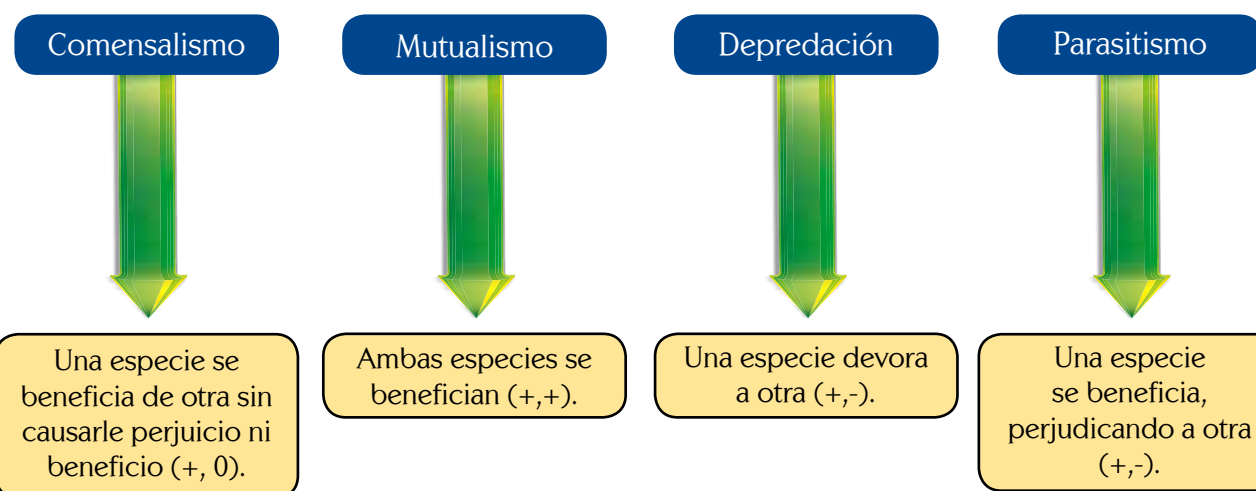 Comensalismo
Mutualismo
Depredación
Parasitismo
Una especie se
beneficia de otra sin
causarle perjuicio ni
beneficio (+, 0).
Ambas especies se
benefician (+,+).
Una especie devora
a otra (+,-).
Una especie
se beneficia,
perjudicando a otra
(+,-).